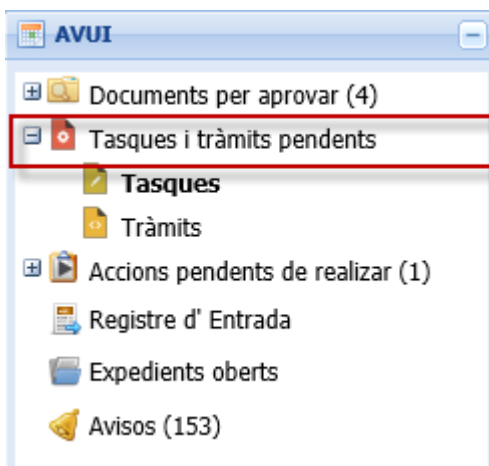 AVUI
Documents per aprovar (4)
Tasques i tràmits pendents
Tasques
Tràmits
Accions pendents de realizar (1)
Registre d' Entrada
Expedients oberts
Avisos (153)